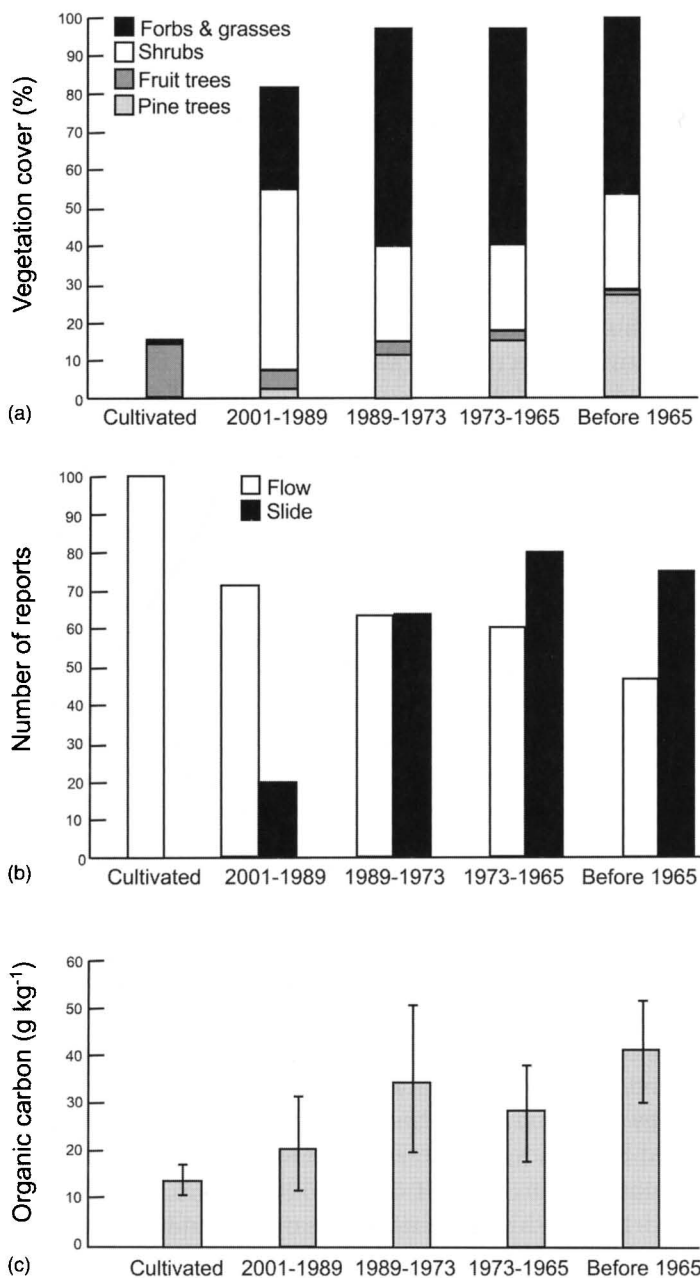 Forbs & grasses
Shrubs
Fruit trees
Pine trees
Vegetation cover (%)
100
90
80
70
60
50
40
30
20
10
0
Cultivated 2001-1989 1989-1973 1973-1965 Before 1965
(a)
Flow
Slide
Number of reports
100
90
80
70
60
50
40
30
20
10
0
Cultivated 2001-1989 1989-1973 1973-1965 Before 1965
(b)
Organic carbon (g kg-1)
60
50
40
30
20
10
0
Cultivated 2001-1989 1989-1973 1973-1965 Before 1965
(c)